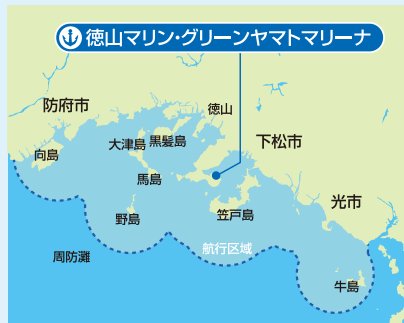 徳山マリン・グリーンヤマトマリーナ
防府市
徳山
向島
大津島
黒髪島
下松市
馬島
光市
野島
笠戸島
周防灘
航行区域
牛島